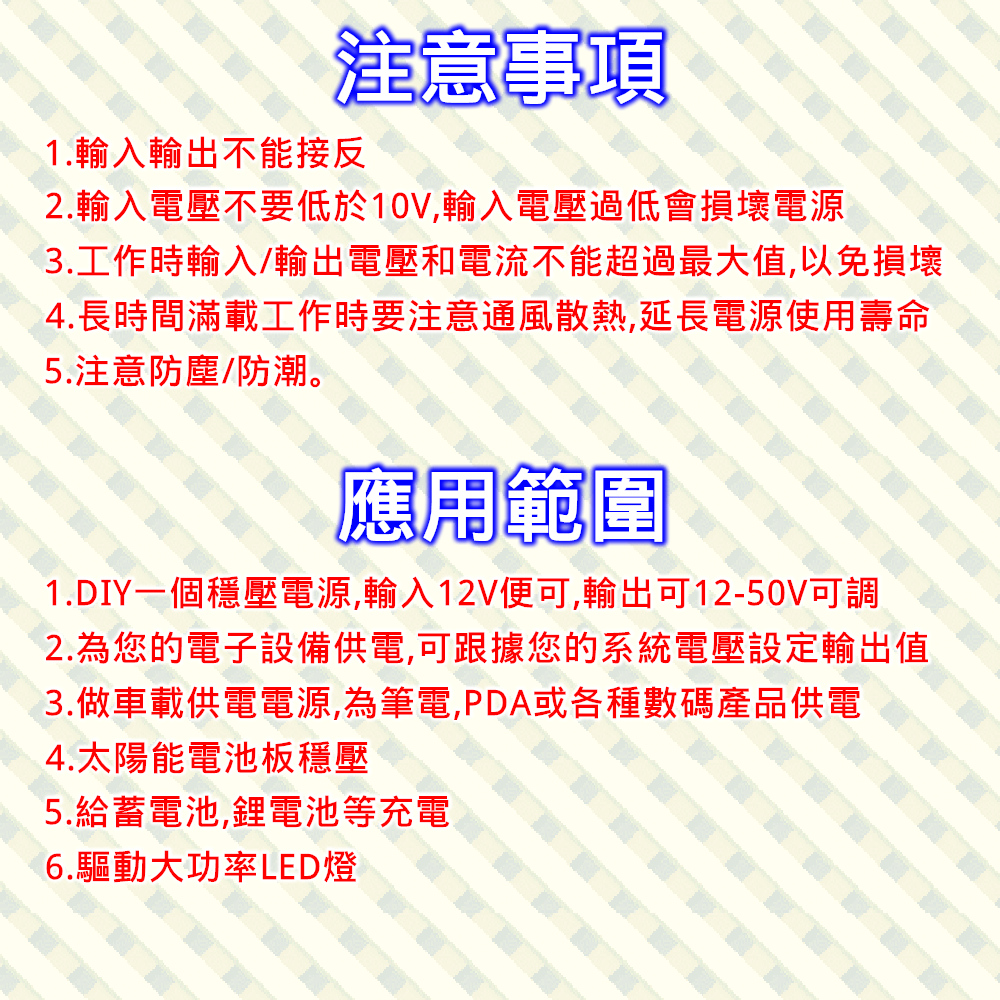 注意事項
1.輸入輸出不能接反
2.輸入電壓不要低於10V,輸入電壓過低會損壞電源
3.工作時輸入/輸出電壓和電流不能超過最大值,以免損壞
4.長時間滿載工作時要注意通風散熱,延長電源使用壽命
5.注意防塵/防潮。
應用範圍
1.DIY一個穩壓電源,輸入12V便可,輸出可12-50V可調
2.為您的電子設備供電,可跟據您的系統電壓設定輸出值
3.做車載供電電源,為筆電,PDA或各種數碼產品供電
4.太陽能電池板穩壓
5.給蓄電池,鋰電池等充電
6.驅動大功率LED燈